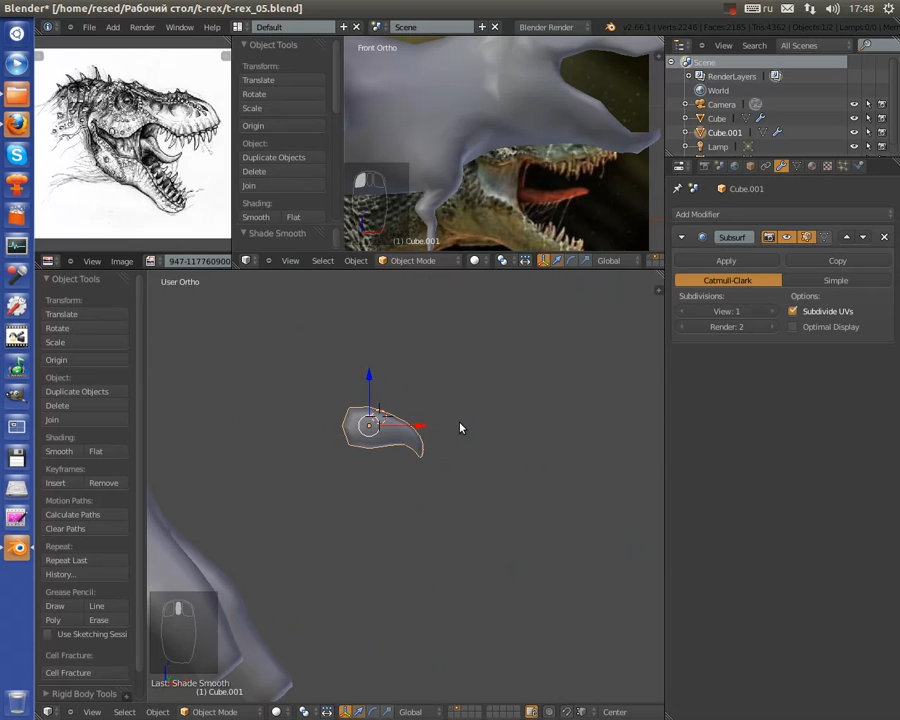 Blender* [/home/resed/Рабочий стол/t-rex/t-rex_05.blend]
ru
17:48
File
Add
Render
Window
Help
Default
Scene
Blender Render
v2.66.1 | Verts:2246 | Faces:2195 | Tris:4362 | Objects:1/2 | Lamps:0/0
Object Tools
Transform:
Translate
Rotate
Scale
Origin
Object:
Duplicate Objects
Delete
Join
Shading:
Smooth
Flat
Shade Smooth
Front Ortho
(1) Cube.001
View
Search
All Scenes
Scene
RenderLayers
World
Camera
Cube
Cube.001
Lamp
Cube.001
Add Modifier
Subsurf
Apply
Copy
Catmull-Clark
Simple
Subdivisions:
Options:
View: 1
Subdivide UVs
Render: 2
Optimal Display
View
Image
947-117760900
View
Select
Object
Object Mode
Global
Object Tools
Transform:
Translate
Rotate
Scale
Origin
Object:
Duplicate Objects
Delete
Join
Shading:
Smooth
Flat
Keyframes:
Insert
Remove
Motion Paths:
Calculate Paths
Clear Paths
Repeat:
Repeat Last
History...
Grease Pencil:
Draw
Line
Poly
Erase
Use Sketching Sessi
Cell Fracture:
Cell Fracture
Rigid Body Tools
User Ortho
Last: Shade Smooth
(1) Cube.001
View
Select
Object
Object Mode
Global
Center